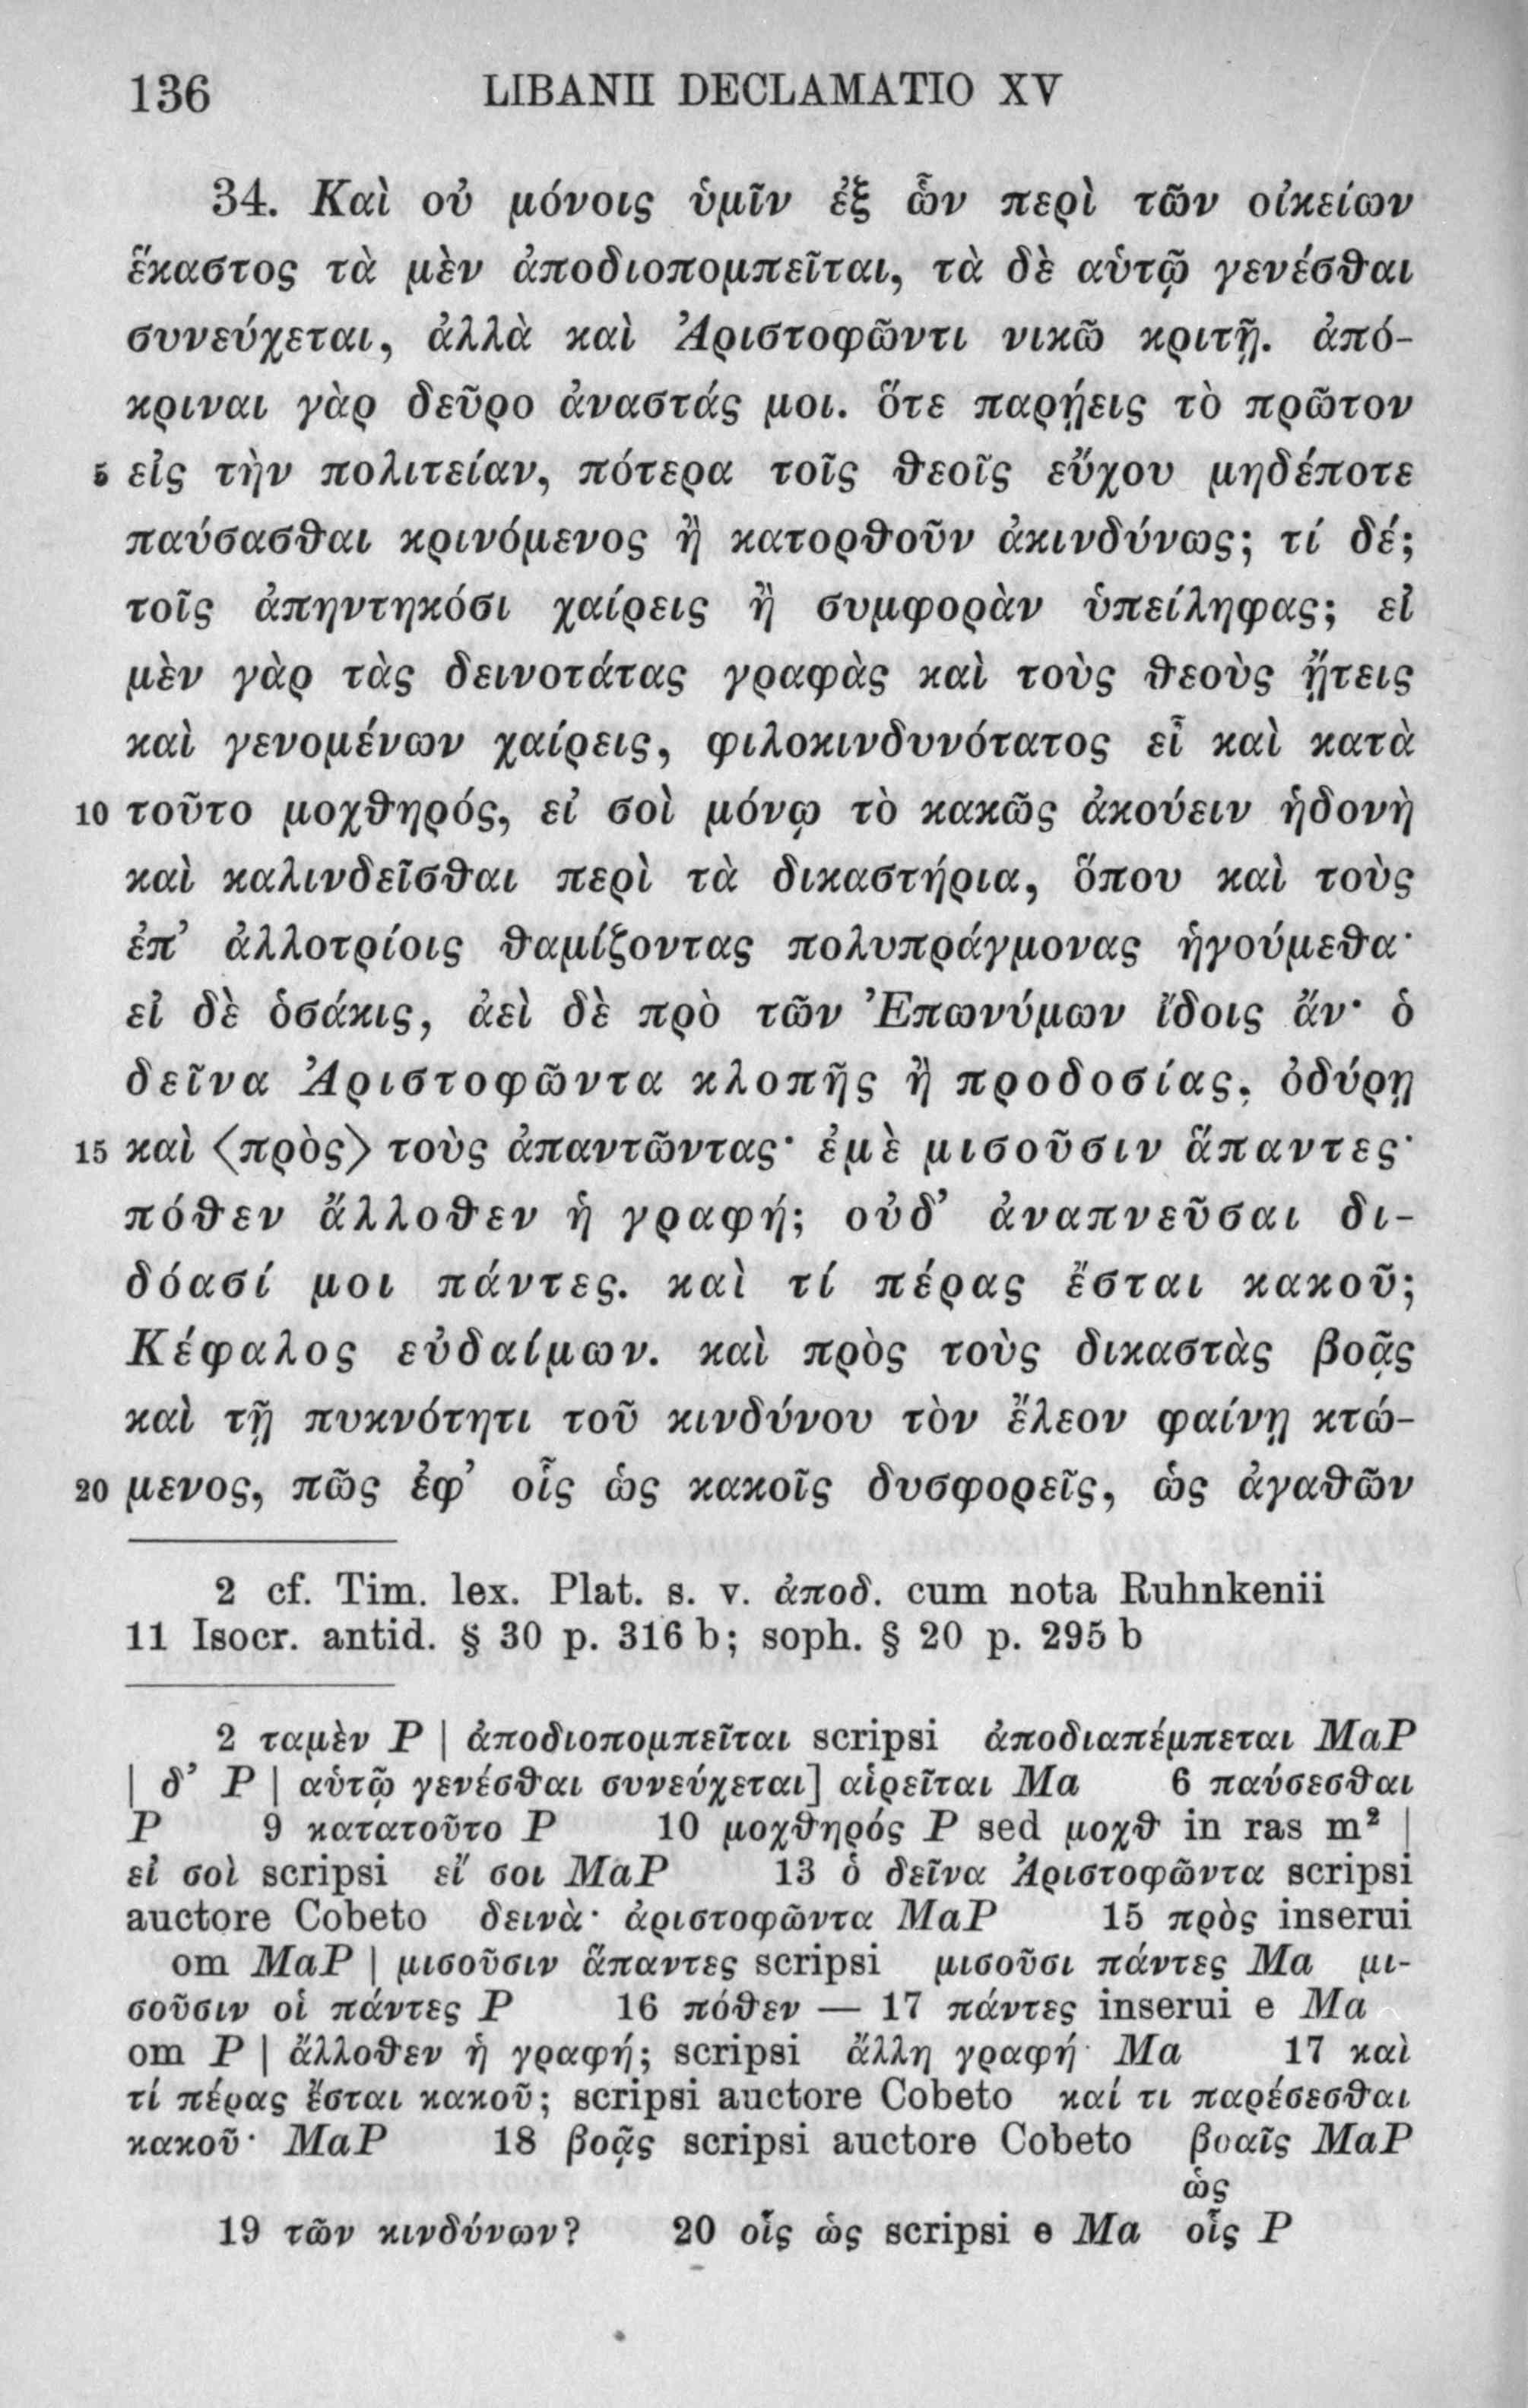 136 LIBANII DECLAMATIO XV
34. Καὶ οὐ μόνοις ὑμῖν ἐξ ὧν περὶ τῶν οἰκείων
ἕκαστος τὰ μὲν ἀποδιοπομπεῖται, τὰ δὲ αὑτῷ γενέσθαι
συνεύχεται, ἀλλὰ καὶ Ἀριστοφῶντι νικῶ κριτῇ. ἀπό-
κριναι γὰρ δεῦρο ἀναστάς μοι. ὅτε παρῄεις τὸ πρῶτον
5 εἰς τὴν πολιτείαν, πότερα τοῖς θεοῖς εὔχου μηδέποτε
παύσασθαι κρινόμενος ἢ κατορθοῦν ἀκινδύνως; τί δέ;
τοῖς ἀπηντηκόσι χαίρεις ἢ συμφορὰν ὑπείληφας; εἰ
μὲν γὰρ τὰς δεινοτάτας γραφὰς καὶ τοὺς θεοὺς ᾔτεις
καὶ γενομένων χαίρεις, φιλοκινδυνότατος εἶ καὶ κατὰ
10 τοῦτο μοχθηρός, εἰ σοὶ μόνῳ τὸ κακῶς ἀκούειν ἡδονὴ
καὶ καλινδεῖσθαι περὶ τὰ δικαστήρια, ὅπου καὶ τοὺς
ἐπ’ ἀλλοτρίοις θαμίζοντας πολυπράγμονας ἡγούμεθα·
εἰ δὲ ὁσάκις, ἀεὶ δὲ πρὸ τῶν Ἐπωνύμων ἴδοις ἄν· ὁ
δεῖνα Ἀριστοφῶντα κλοπῆς ἢ προδοσίας, ὀδύρῃ
15 καὶ ⟨πρὸς⟩ τοὺς ἀπαντῶντας· ἐμὲ μισοῦσιν ἅπαντες·
πόθεν ἄλλοθεν ἡ γραφή; οὐδ’ ἀναπνεῦσαι δι-
δόασί μοι πάντες. καὶ τί πέρας ἔσται κακοῦ;
Κέφαλος εὐδαίμων. καὶ πρὸς τοὺς δικαστὰς βοᾷς
καὶ τῇ πυκνότητι τοῦ κινδύνου τὸν ἔλεον φαίνῃ κτώ-
20 μενος, πῶς ἐφ’ οἷς ὡς κακοῖς δυσφορεῖς, ὡς ἀγαθῶν
2 cf. Tim. lex. Plat. s. v. ἀποδ. cum nota Ruhnkenii
11 Isocr. antid. § 30 p. 316 b; soph. § 20 p. 295 b
2 ταμὲν P | ἀποδιοπομπεῖται scripsi ἀποδιαπέμπεται MaP
| δ’ P | αὑτῷ γενέσθαι συνεύχεται] αἱρεῖται Ma 6 παύσεσθαι
P 9 κατατοῦτο P 10 μοχθηρός P sed μοχθ in ras m² |
εἰ σοὶ scripsi εἴ σοι MaP 13 ὁ δεῖνα Ἀριστοφῶντα scripsi
auctore Cobeto δεινὰ· ἀριστοφῶντα MaP 15 πρὸς inserui
om MaP | μισοῦσιν ἅπαντες scripsi μισοῦσι πάντες Ma μι-
σοῦσιν οἱ πάντες P 16 πόθεν — 17 πάντες inserui e Ma
om P | ἄλλοθεν ἡ γραφή; scripsi ἄλλη γραφή· Ma 17 καὶ
τί πέρας ἔσται κακοῦ; scripsi auctore Cobeto καί τι παρέσεσθαι
κακοῦ· MaP 18 βοᾷς scripsi auctore Cobeto βοαῖς MaP
ὡς
19 τῶν κινδύνων? 20 οἷς ὡς scripsi e Ma οἷς P